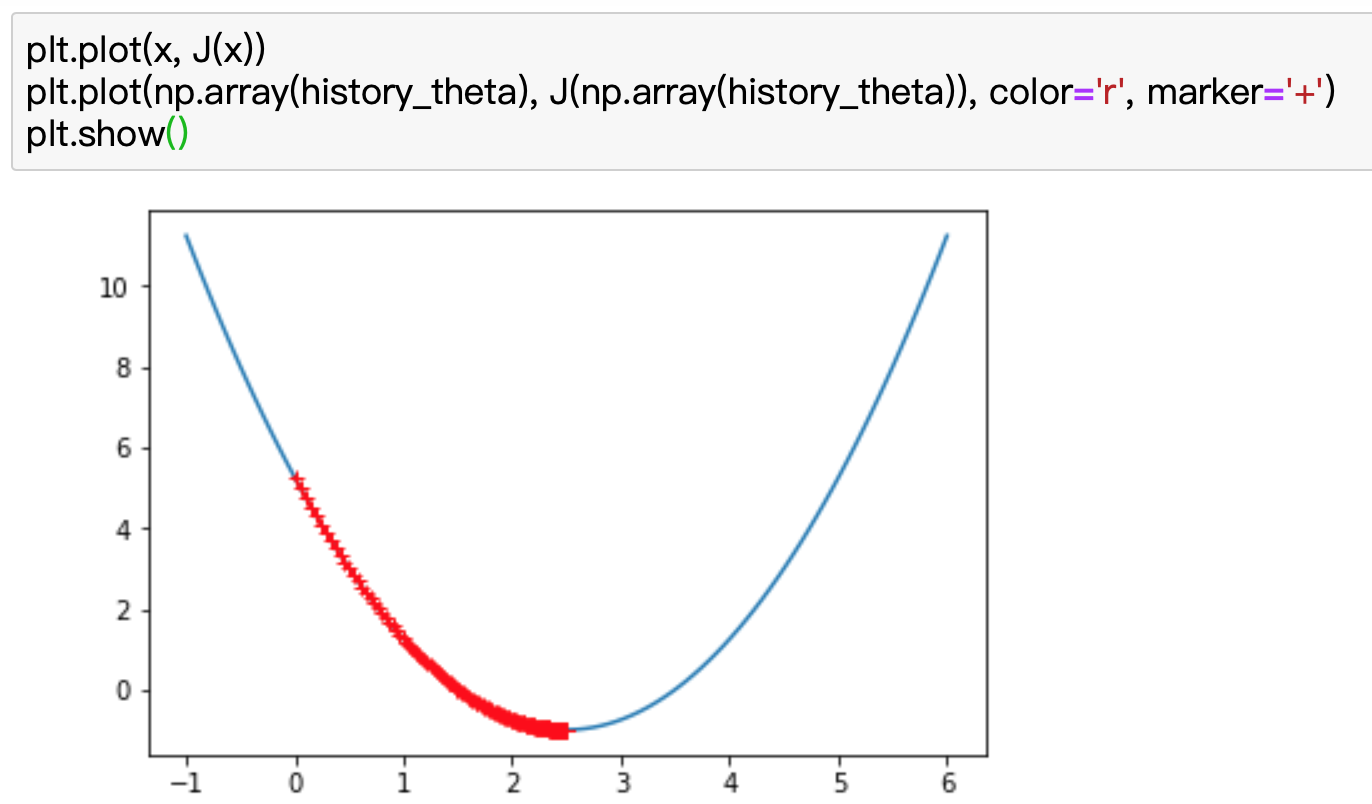 plt.plot(x, J(x))
plt.plot(np.array(history_theta), J(np.array(history_theta)), color='r', marker='+')
plt.show()
10
8
6
4
2
0
−1 0 1 2 3 4 5 6